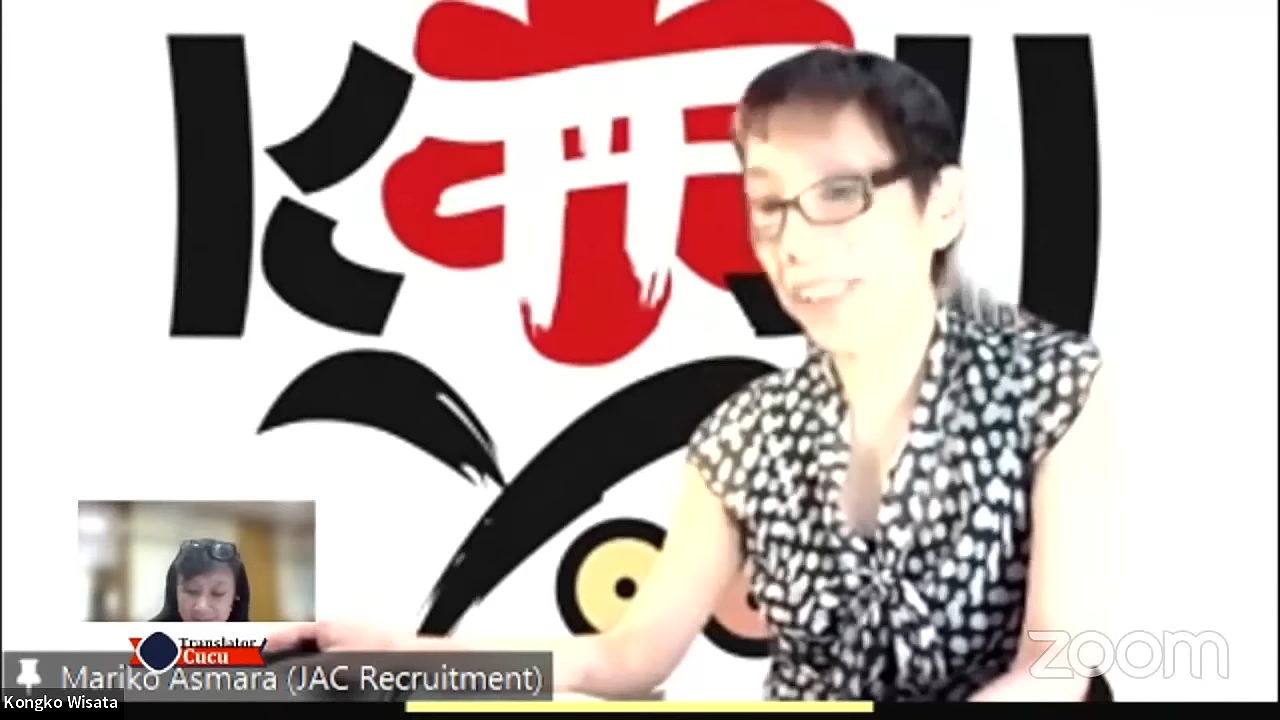 Translator
Cucu
Mariko Asmara (JAC Recruitment)
zoom
Kongko Wisata